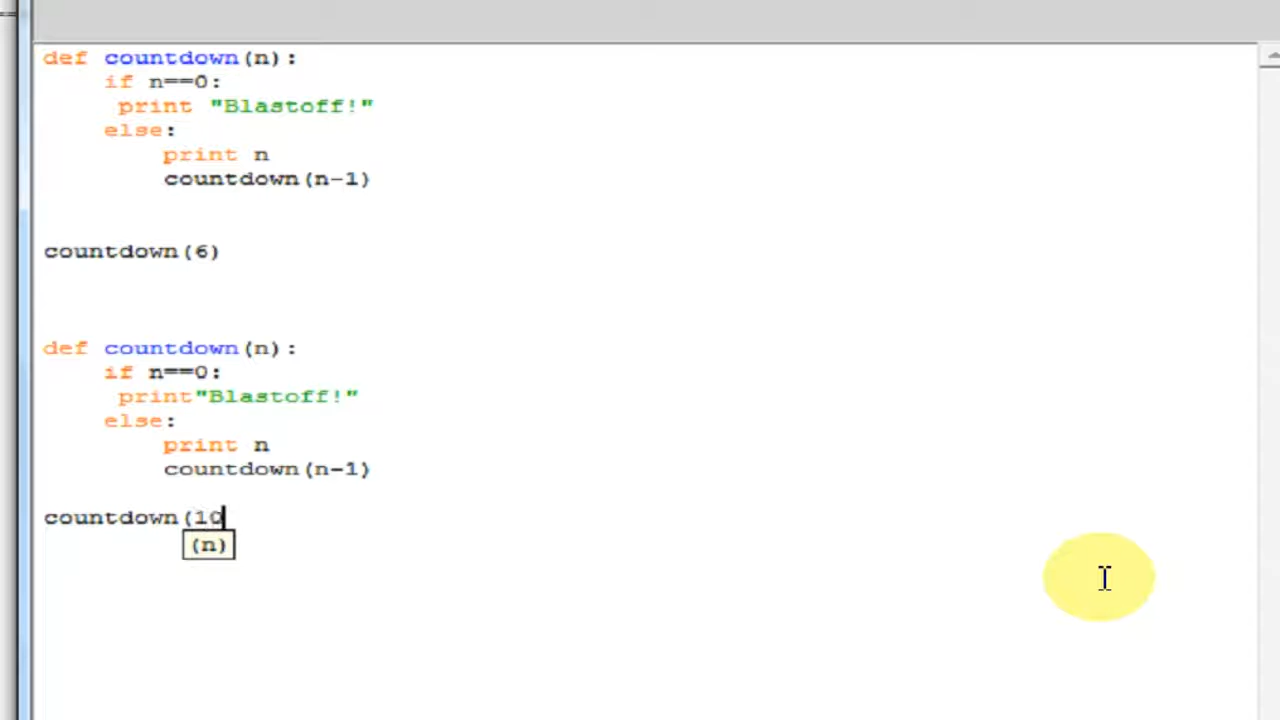 def countdown(n):
    if n==0:
     print "Blastoff!"
    else:
        print n
        countdown(n-1)
countdown(6)
def countdown(n):
    if n==0:
     print"Blastoff!"
    else:
        print n
        countdown(n-1)
countdown(10
(n)